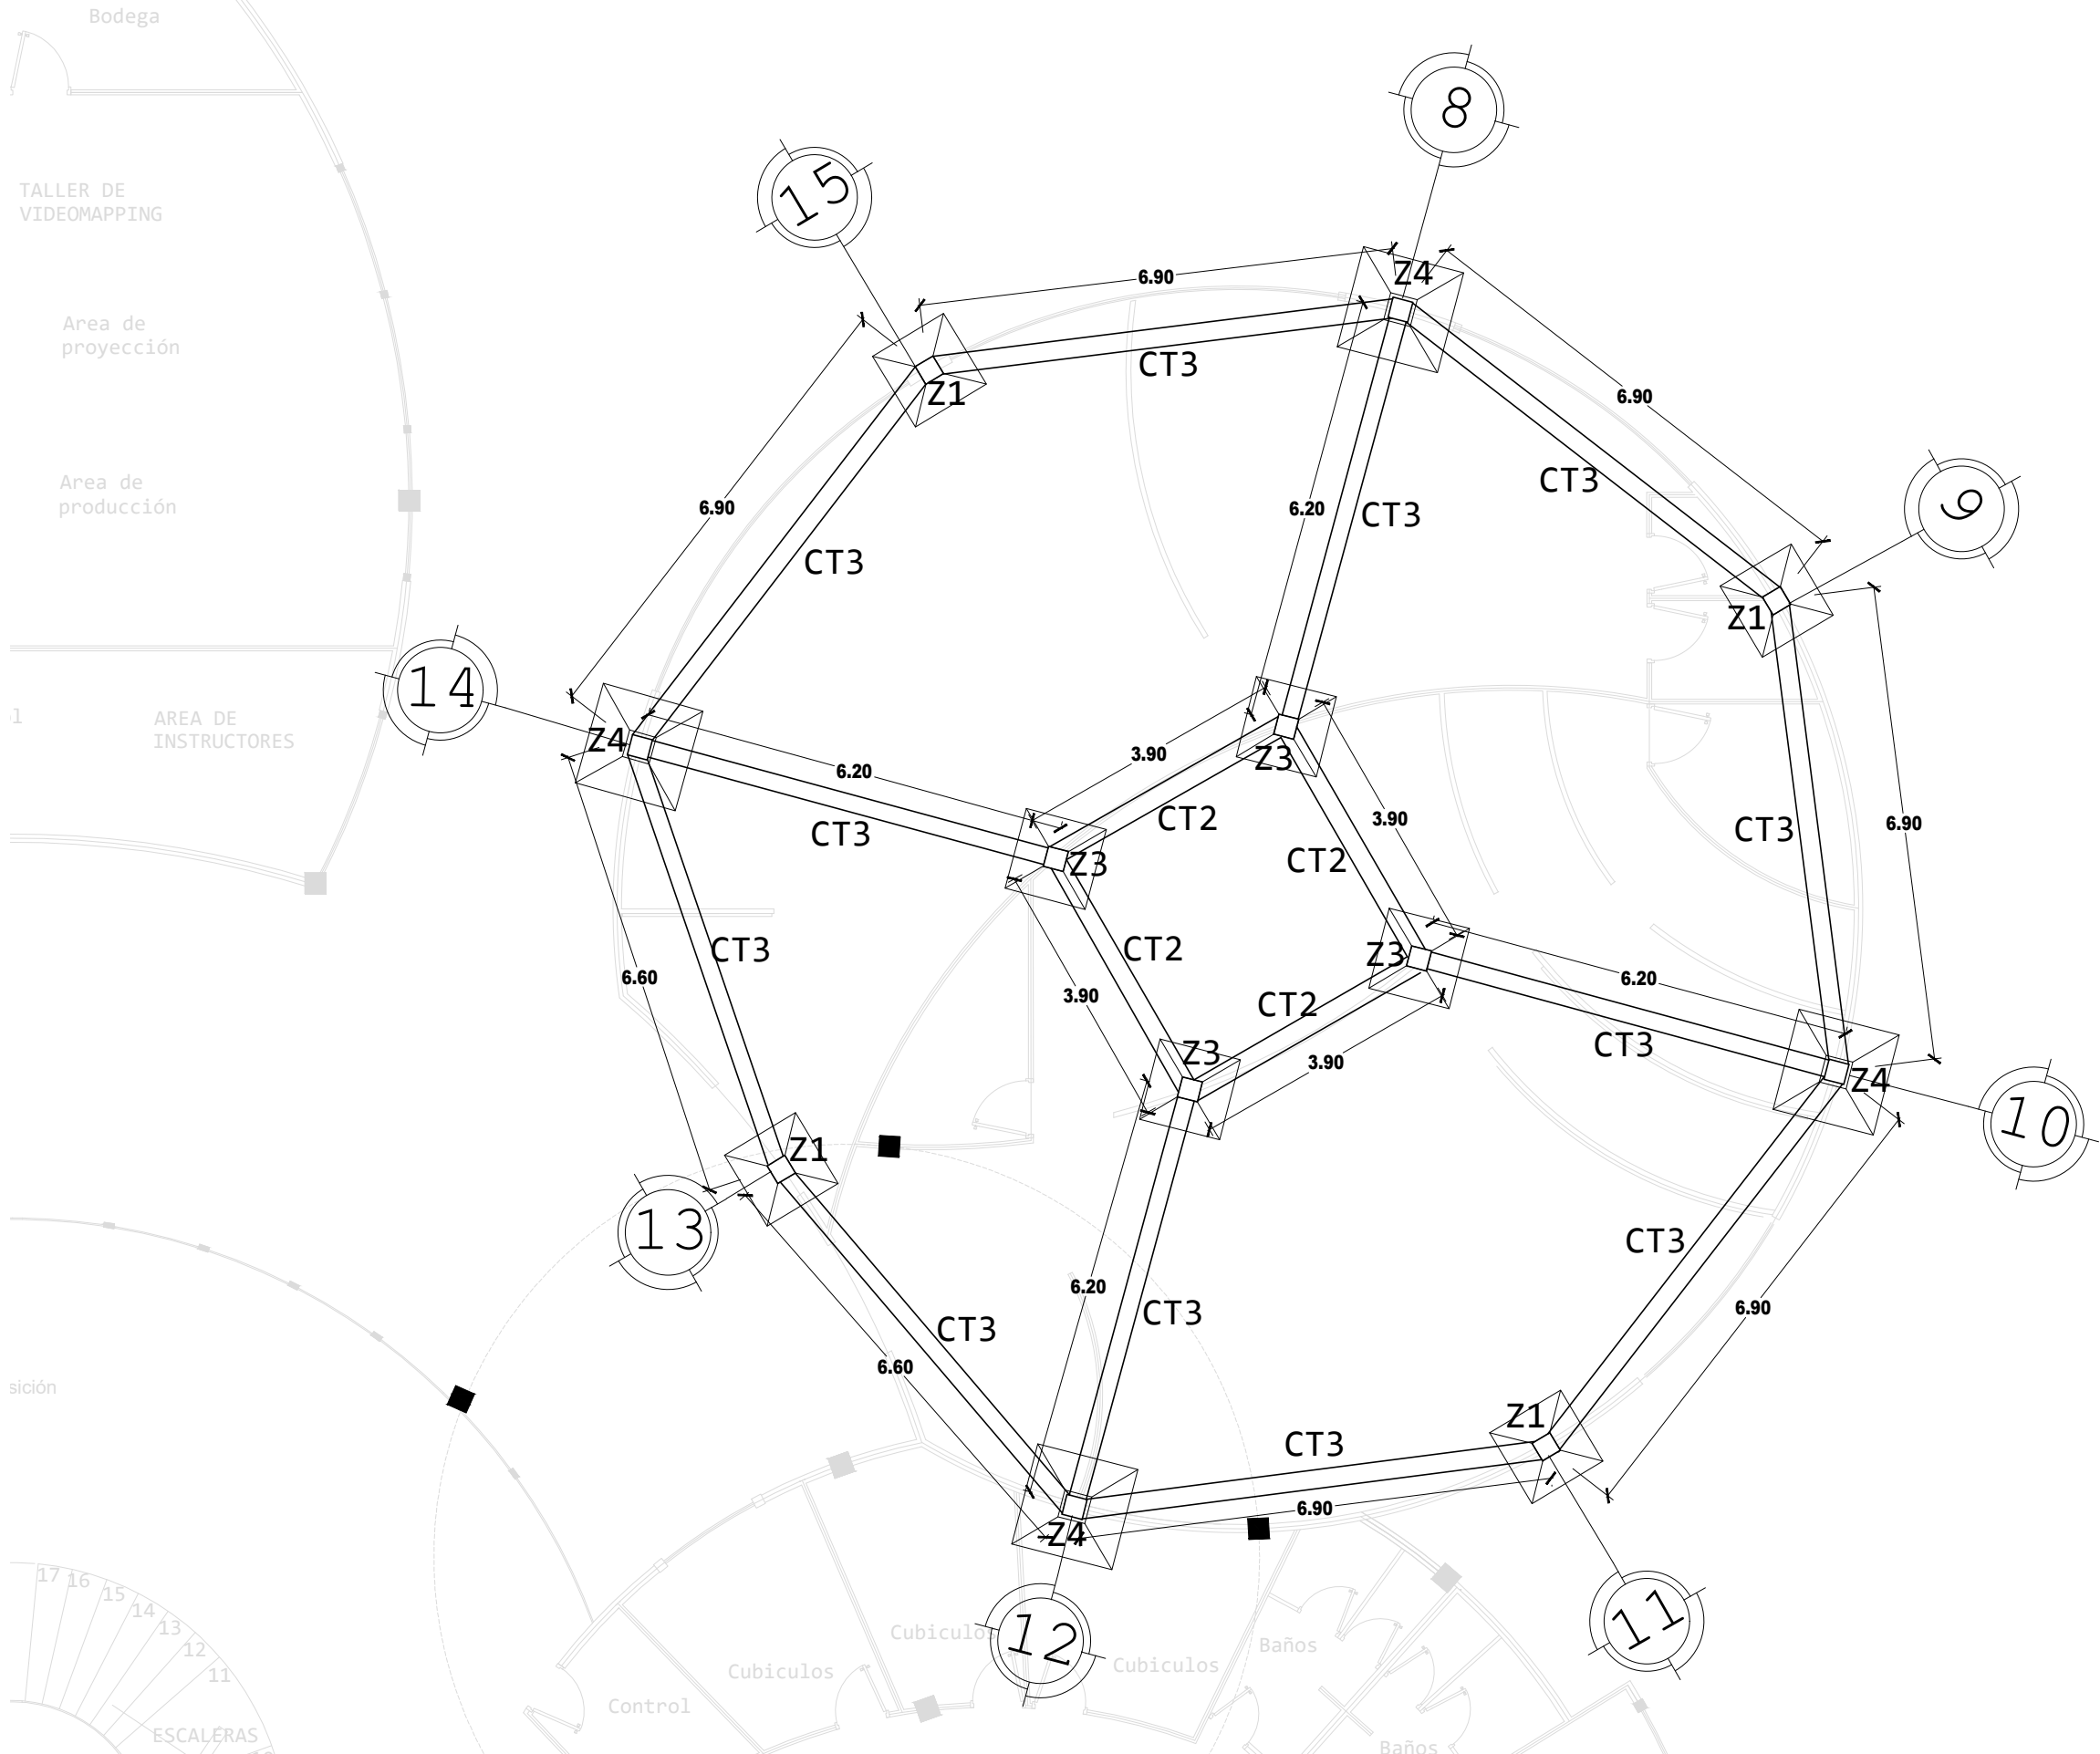 Bodega
8
15
TALLER DE
VIDEOMAPPING
Z4
6.90
Area de
proyección
CT3
Z1
6.90
CT3
Area de
producción
6.90
6.20
CT3
9
CT3
Z1
14
AREA DE
INSTRUCTORES
Z4
6.20
3.90
Z3
CT2
3.90
CT3
6.90
CT3
Z3
CT2
CT3
CT2
Z3
6.60
3.90
CT2
6.20
3.90
CT3
Z3
Z4
10
Z1
13
CT3
6.20
CT3
6.90
CT3
6.60
sición
Z1
CT3
6.90
Z4
12
11
17
16
15
14
13
12
11
ESCALERAS
Cubiculos
Cubiculos
Cubiculos
Control
Baños
Baños